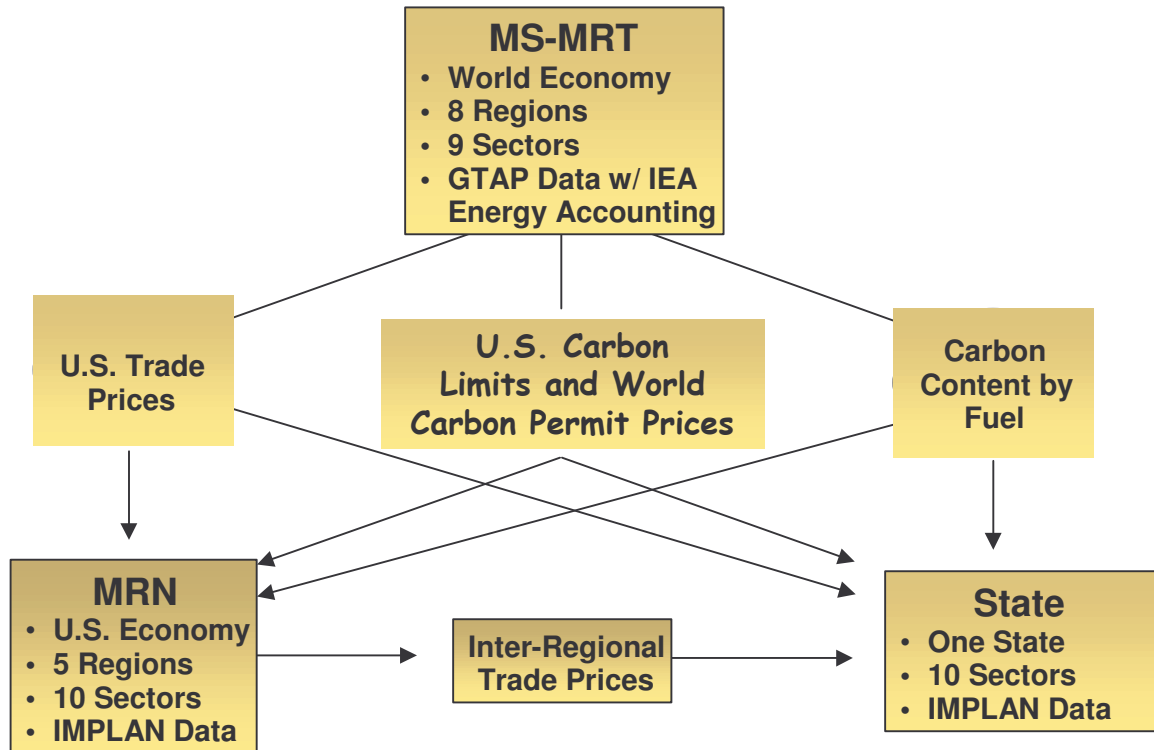 MS-MRT
• World Economy
• 8 Regions
• 9 Sectors
• GTAP Data w/ IEA
Energy Accounting
U.S. Trade
Prices
U.S. Carbon
Limits and World
Carbon Permit Prices
Carbon
Content by
Fuel
MRN
• U.S. Economy
• 5 Regions
• 10 Sectors
• IMPLAN Data
Inter-Regional
Trade Prices
State
• One State
• 10 Sectors
• IMPLAN Data